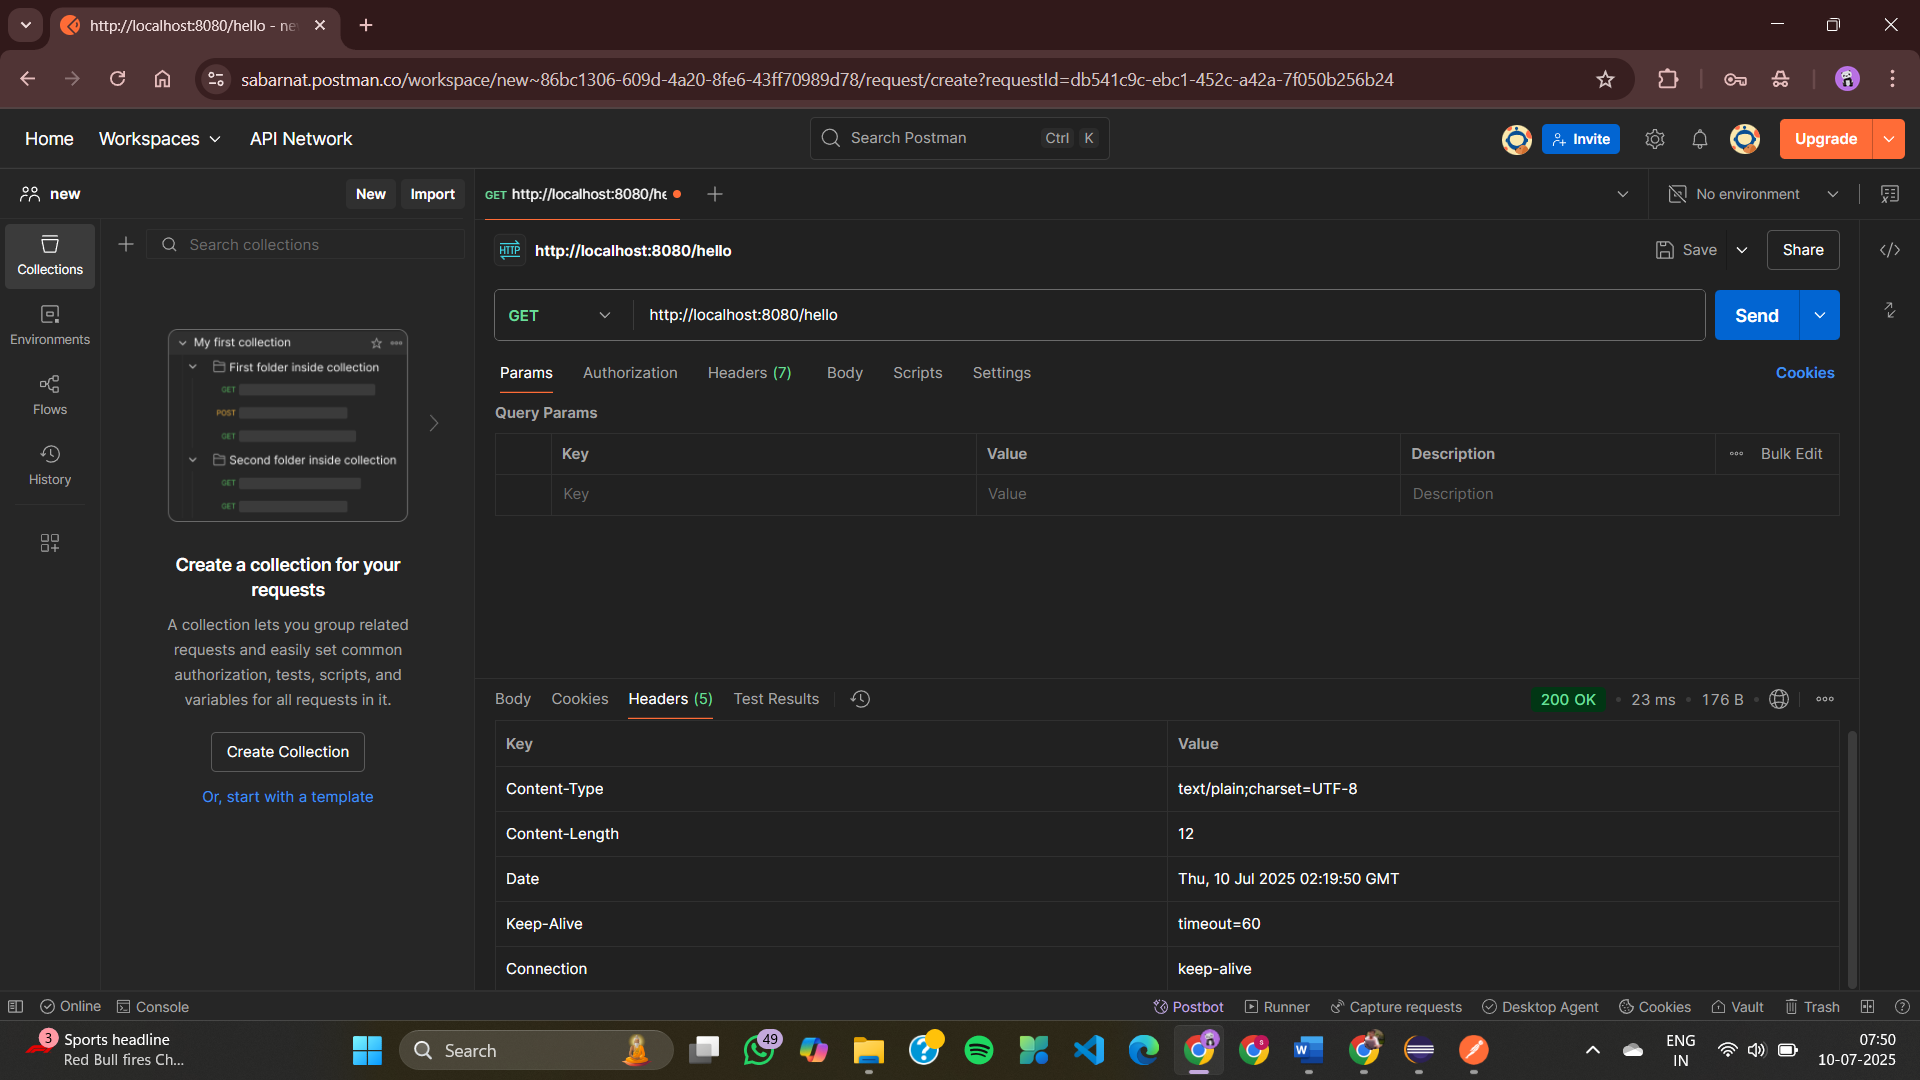 http://localhost:8080/hello - ne
sabarnat.postman.co/workspace/new~86bc1306-609d-4a20-8fe6-43ff70989d78/request/create?requestId=db541c9c-ebc1-452c-a42a-7f050b256b24
Home Workspaces API Network Search Postman Ctrl K Invite Upgrade
new New Import GET http://localhost:8080/he No environment
Collections
Search collections
HTTP http://localhost:8080/hello Save Share
Environments
GET http://localhost:8080/hello Send
My first collection
First folder inside collection
GET
POST
GET
Second folder inside collection
GET
GET
Flows
History
Params Authorization Headers (7) Body Scripts Settings Cookies
Query Params
Key Value Description Bulk Edit
Key Value Description
Create a collection for your
requests
A collection lets you group related
requests and easily set common
authorization, tests, scripts, and
variables for all requests in it.
Create Collection
Or, start with a template
Body Cookies Headers (5) Test Results 200 OK 23 ms 176 B
Key Value
Content-Type text/plain;charset=UTF-8
Content-Length 12
Date Thu, 10 Jul 2025 02:19:50 GMT
Keep-Alive timeout=60
Connection keep-alive
Online Console Postbot Runner Capture requests Desktop Agent Cookies Vault Trash
3 Sports headline
Red Bull fires Ch...
Search
49
S
W
ENG
IN
07:50
10-07-2025